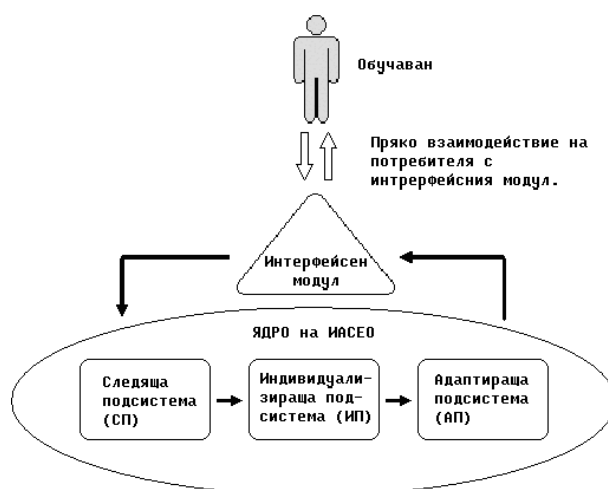 Обучаван
Пряко взаимодействие на
потребителя с
интрерфейсния модул.
Интерфейсен
модул
ЯДРО на ИАСЕО
Следяща
подсистема
(СП)
Индивидуали-
зираща под-
система (ИП)
Адаптираща
подсистема
(АП)